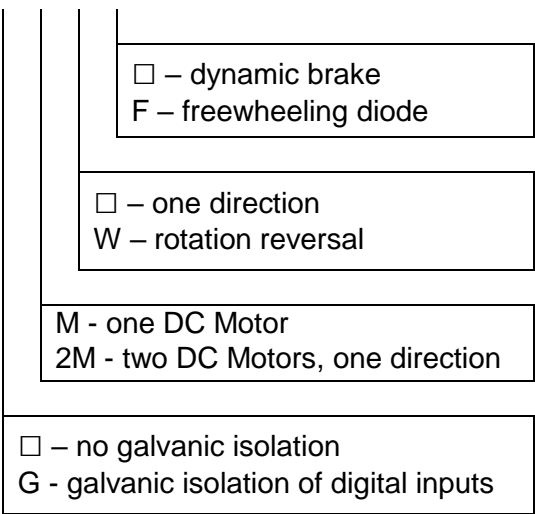 □ – dynamic brake
F – freewheeling diode
□ – one direction
W – rotation reversal
M - one DC Motor
2M - two DC Motors, one direction
□ – no galvanic isolation
G - galvanic isolation of digital inputs